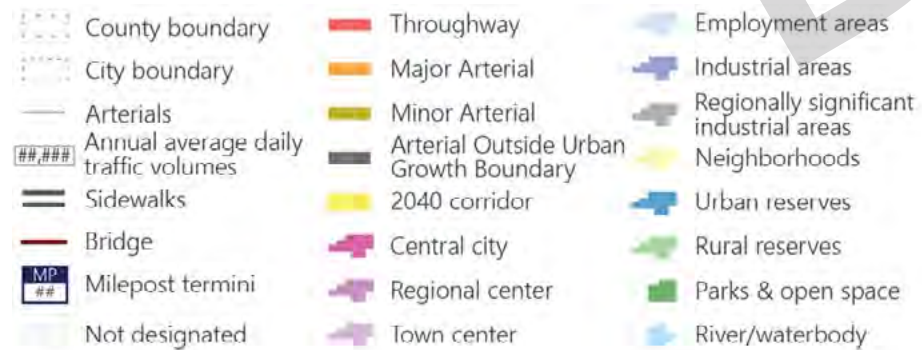 County boundary
City boundary
Arterials
##,###
Annual average daily
traffic volumes
Sidewalks
Bridge
MP
##
Milepost termini
Not designated
Throughway
Major Arterial
Minor Arterial
Arterial Outside Urban
Growth Boundary
2040 corridor
Central city
Regional center
Town center
Employment areas
Industrial areas
Regionally significant
industrial areas
Neighborhoods
Urban reserves
Rural reserves
Parks & open space
River/waterbody